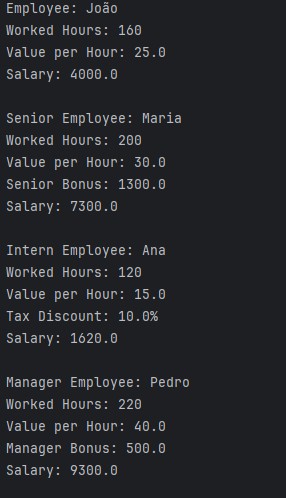 Employee: João
Worked Hours: 160
Value per Hour: 25.0
Salary: 4000.0
Senior Employee: Maria
Worked Hours: 200
Value per Hour: 30.0
Senior Bonus: 1300.0
Salary: 7300.0
Intern Employee: Ana
Worked Hours: 120
Value per Hour: 15.0
Tax Discount: 10.0%
Salary: 1620.0
Manager Employee: Pedro
Worked Hours: 220
Value per Hour: 40.0
Manager Bonus: 500.0
Salary: 9300.0